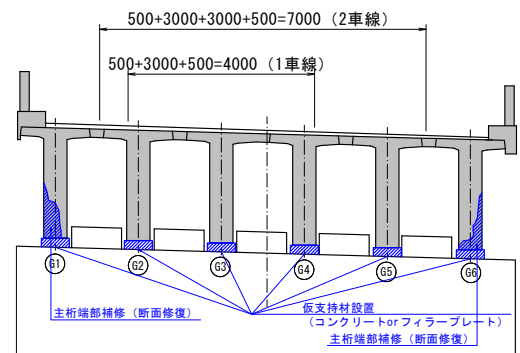 500+3000+3000+500=7000（2車線）
500+3000+500=4000（1車線）
G1
G2
G3
G4
G5
G6
主桁端部補修（断面修復）
仮支持材設置
（コンクリートorフィラープレート）
主桁端部補修（断面修復）